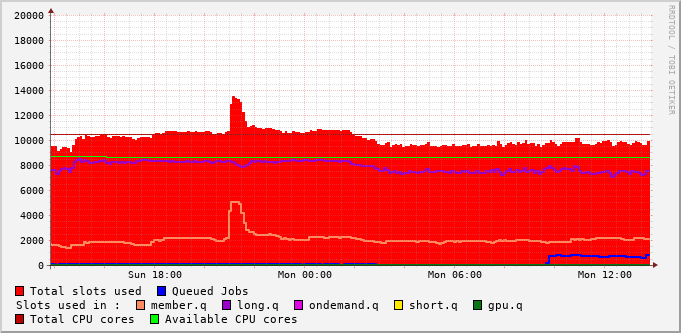 20000
18000
16000
14000
12000
10000
8000
6000
4000
2000
0
Sun 18:00 Mon 00:00 Mon 06:00 Mon 12:00
RRDTOOL / TOBI OETIKER
Total slots used Queued Jobs
Slots used in : member.q long.q ondemand.q short.q gpu.q
Total CPU cores Available CPU cores